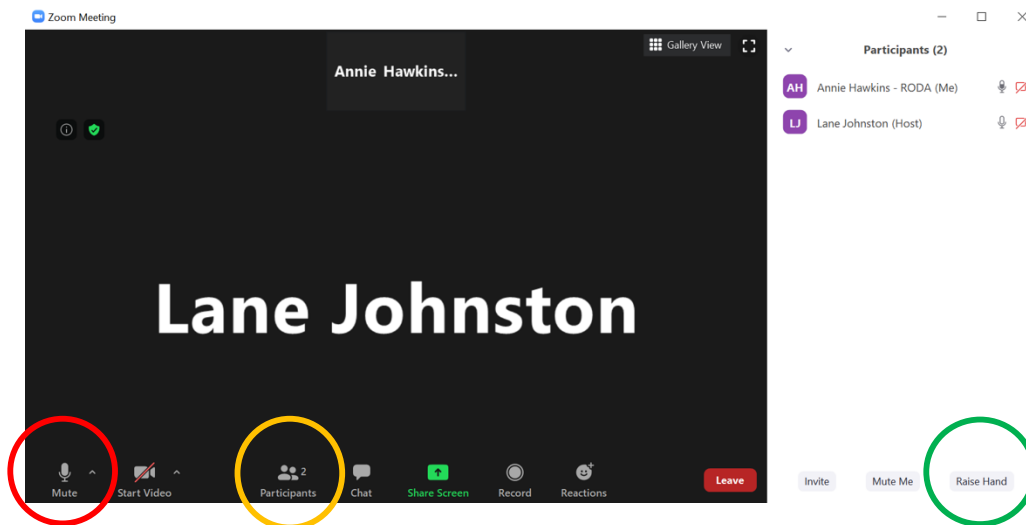 Zoom Meeting
Annie Hawkins...
Gallery View
Lane Johnston
Mute
Start Video
Participants
2
Chat
Share Screen
Record
Reactions
Leave
Participants (2)
AH Annie Hawkins - RODA (Me)
LJ Lane Johnston (Host)
Invite
Mute Me
Raise Hand